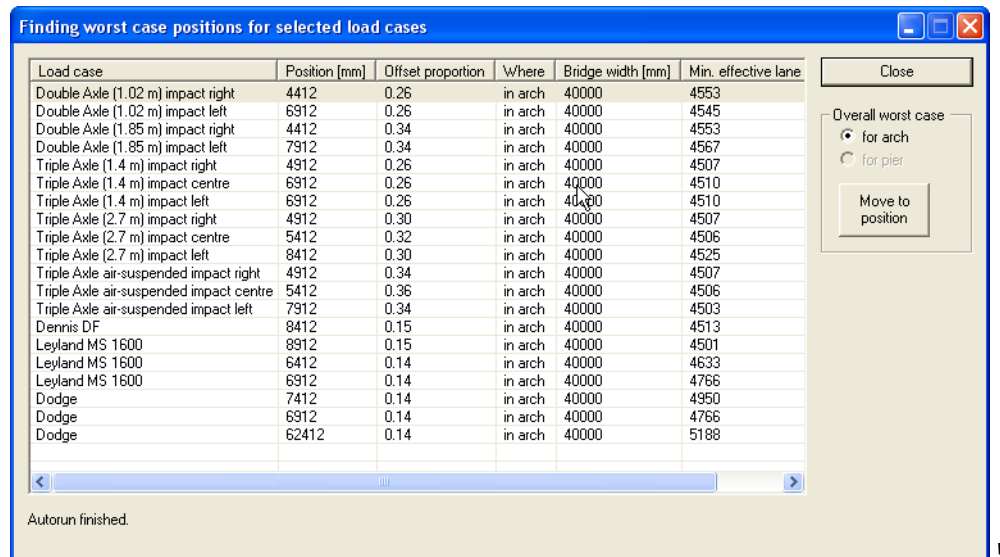 Finding worst case positions for selected load cases
Load case Position [mm] Offset proportion Where Bridge width [mm] Min. effective lane
Double Axle (1.02 m) impact right 4412 0.26 in arch 40000 4553
Double Axle (1.02 m) impact left 6912 0.26 in arch 40000 4545
Double Axle (1.85 m) impact right 4412 0.34 in arch 40000 4553
Double Axle (1.85 m) impact left 7912 0.34 in arch 40000 4567
Triple Axle (1.4 m) impact right 4912 0.26 in arch 40000 4507
Triple Axle (1.4 m) impact centre 6912 0.26 in arch 40000 4510
Triple Axle (1.4 m) impact left 6912 0.26 in arch 40000 4510
Triple Axle (2.7 m) impact right 4912 0.30 in arch 40000 4507
Triple Axle (2.7 m) impact centre 5412 0.32 in arch 40000 4506
Triple Axle (2.7 m) impact left 8412 0.30 in arch 40000 4525
Triple Axle air-suspended impact right 4912 0.34 in arch 40000 4507
Triple Axle air-suspended impact centre 5412 0.36 in arch 40000 4506
Triple Axle air-suspended impact left 7912 0.34 in arch 40000 4503
Dennis DF 8412 0.15 in arch 40000 4513
Leyland MS 1600 8912 0.15 in arch 40000 4501
Leyland MS 1600 6412 0.14 in arch 40000 4633
Leyland MS 1600 6912 0.14 in arch 40000 4766
Dodge 7412 0.14 in arch 40000 4950
Dodge 6912 0.14 in arch 40000 4766
Dodge 62412 0.14 in arch 40000 5188
Autorun finished.
Close
Overall worst case
for arch
for pier
Move to
position